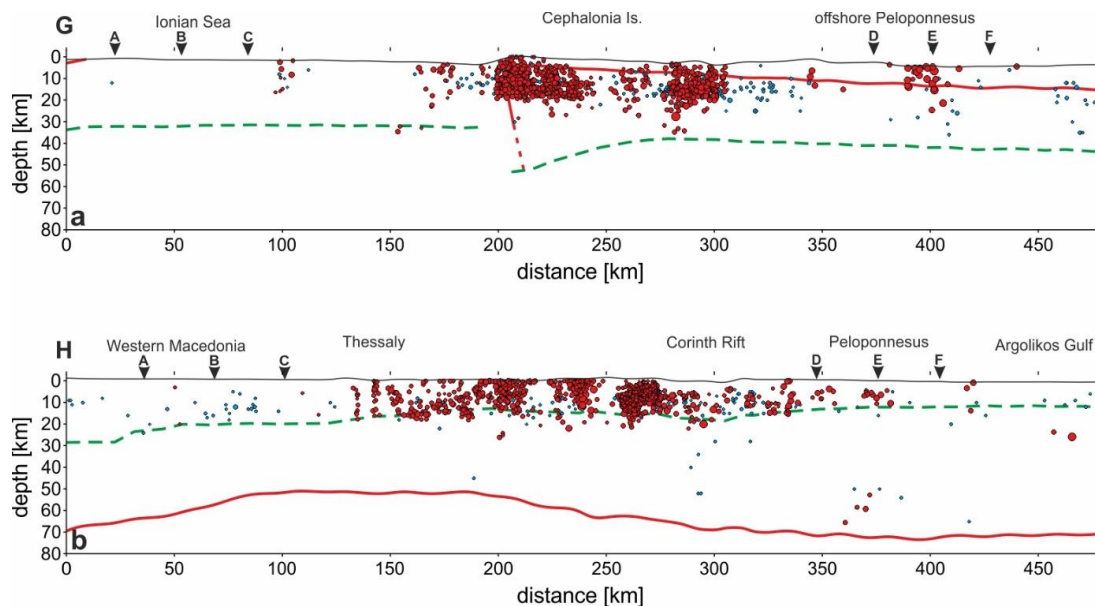 G
Ionian Sea
Cephalonia Is.
offshore Peloponnesus
A B C D E F
0
10
20
30
40
50
60
70
80
depth [km]
a
0 50 100 150 200 250 300 350 400 450
distance [km]
H
Western Macedonia
Thessaly
Corinth Rift
Peloponnesus
Argolikos Gulf
A B C D E F
0
10
20
30
40
50
60
70
80
depth [km]
b
0 50 100 150 200 250 300 350 400 450
distance [km]